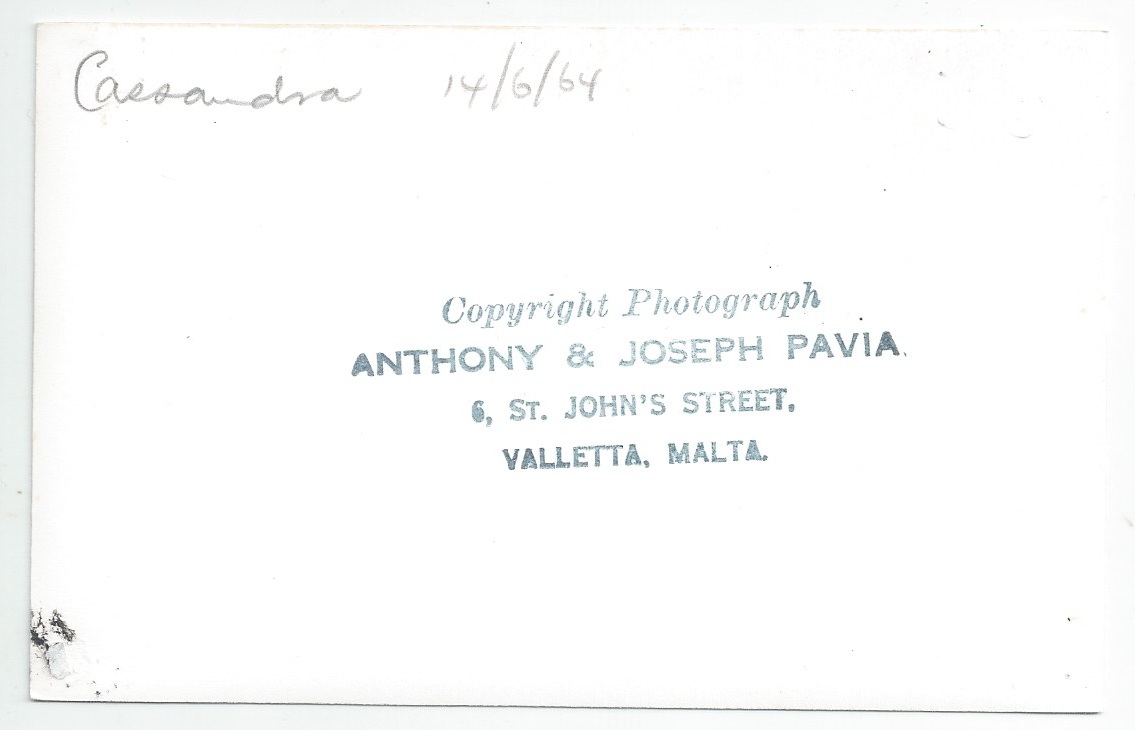 Cassandra 14/6/64
Copyright Photograph
ANTHONY & JOSEPH PAVIA.
6, ST. JOHN'S STREET,
VALLETTA, MALTA.